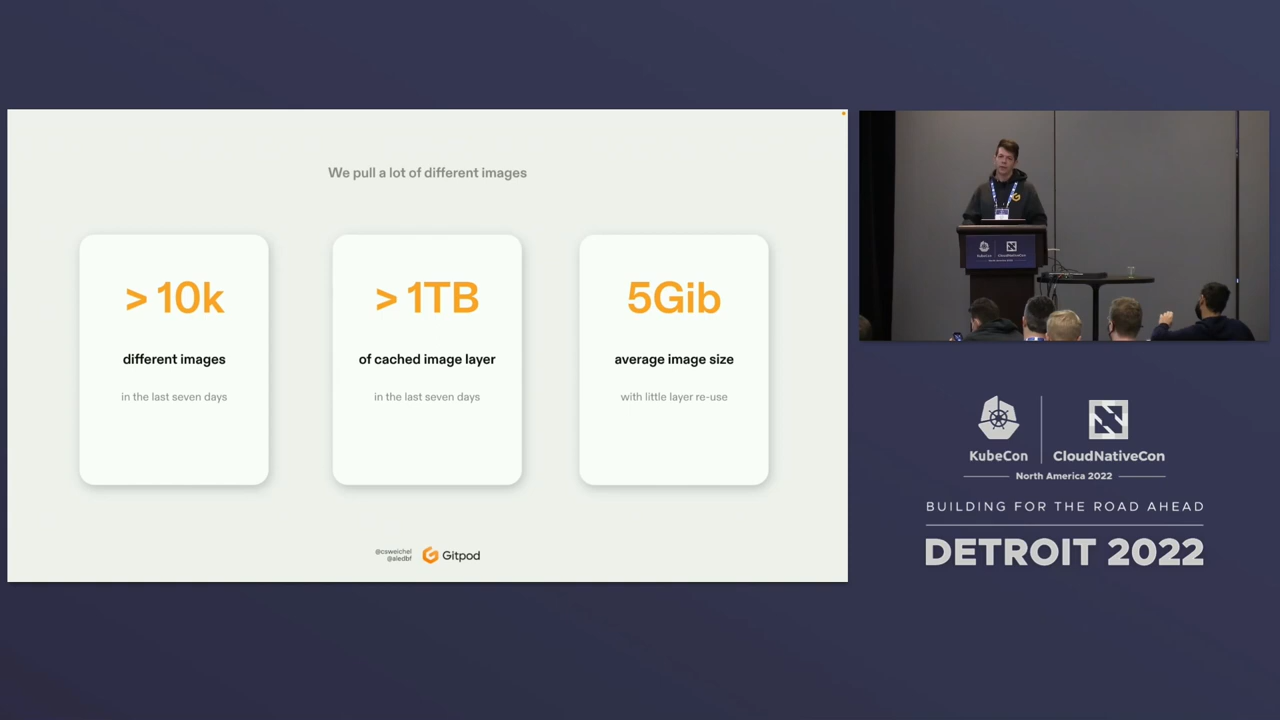 We pull a lot of different images
> 10k
different images
in the last seven days
> 1TB
of cached image layer
in the last seven days
5Gib
average image size
with little layer re-use
@csweichel
@aledbf
Gitpod
KubeCon
CloudNativeCon
KubeCon
CloudNativeCon
North America 2022
BUILDING FOR THE ROAD AHEAD
DETROIT 2022